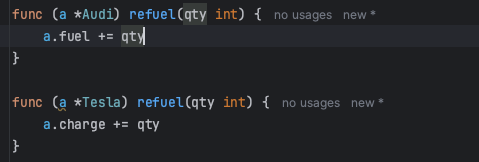 func (a *Audi) refuel(qty int) { no usages new *
a.fuel += qty
}
func (a *Tesla) refuel(qty int) { no usages new *
a.charge += qty
}